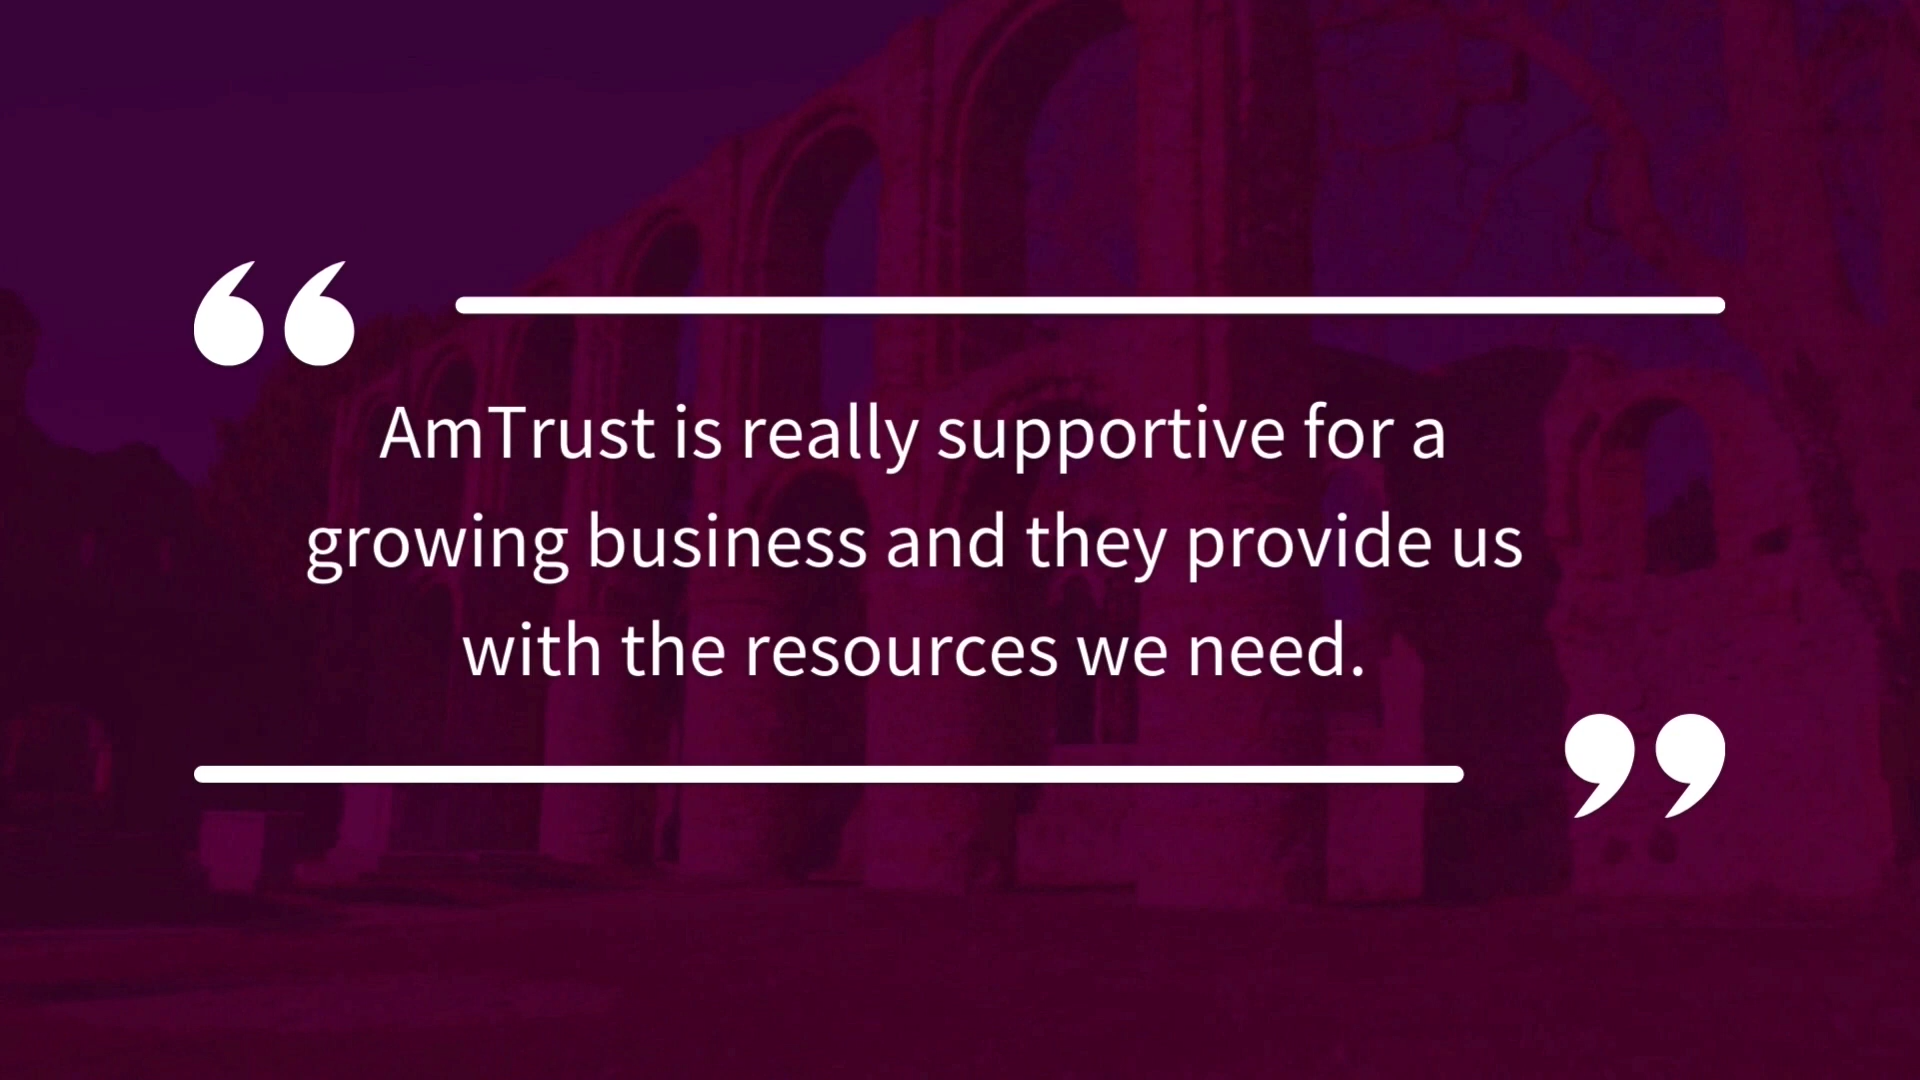 “
AmTrust is really supportive for a
growing business and they provide us
with the resources we need.
”